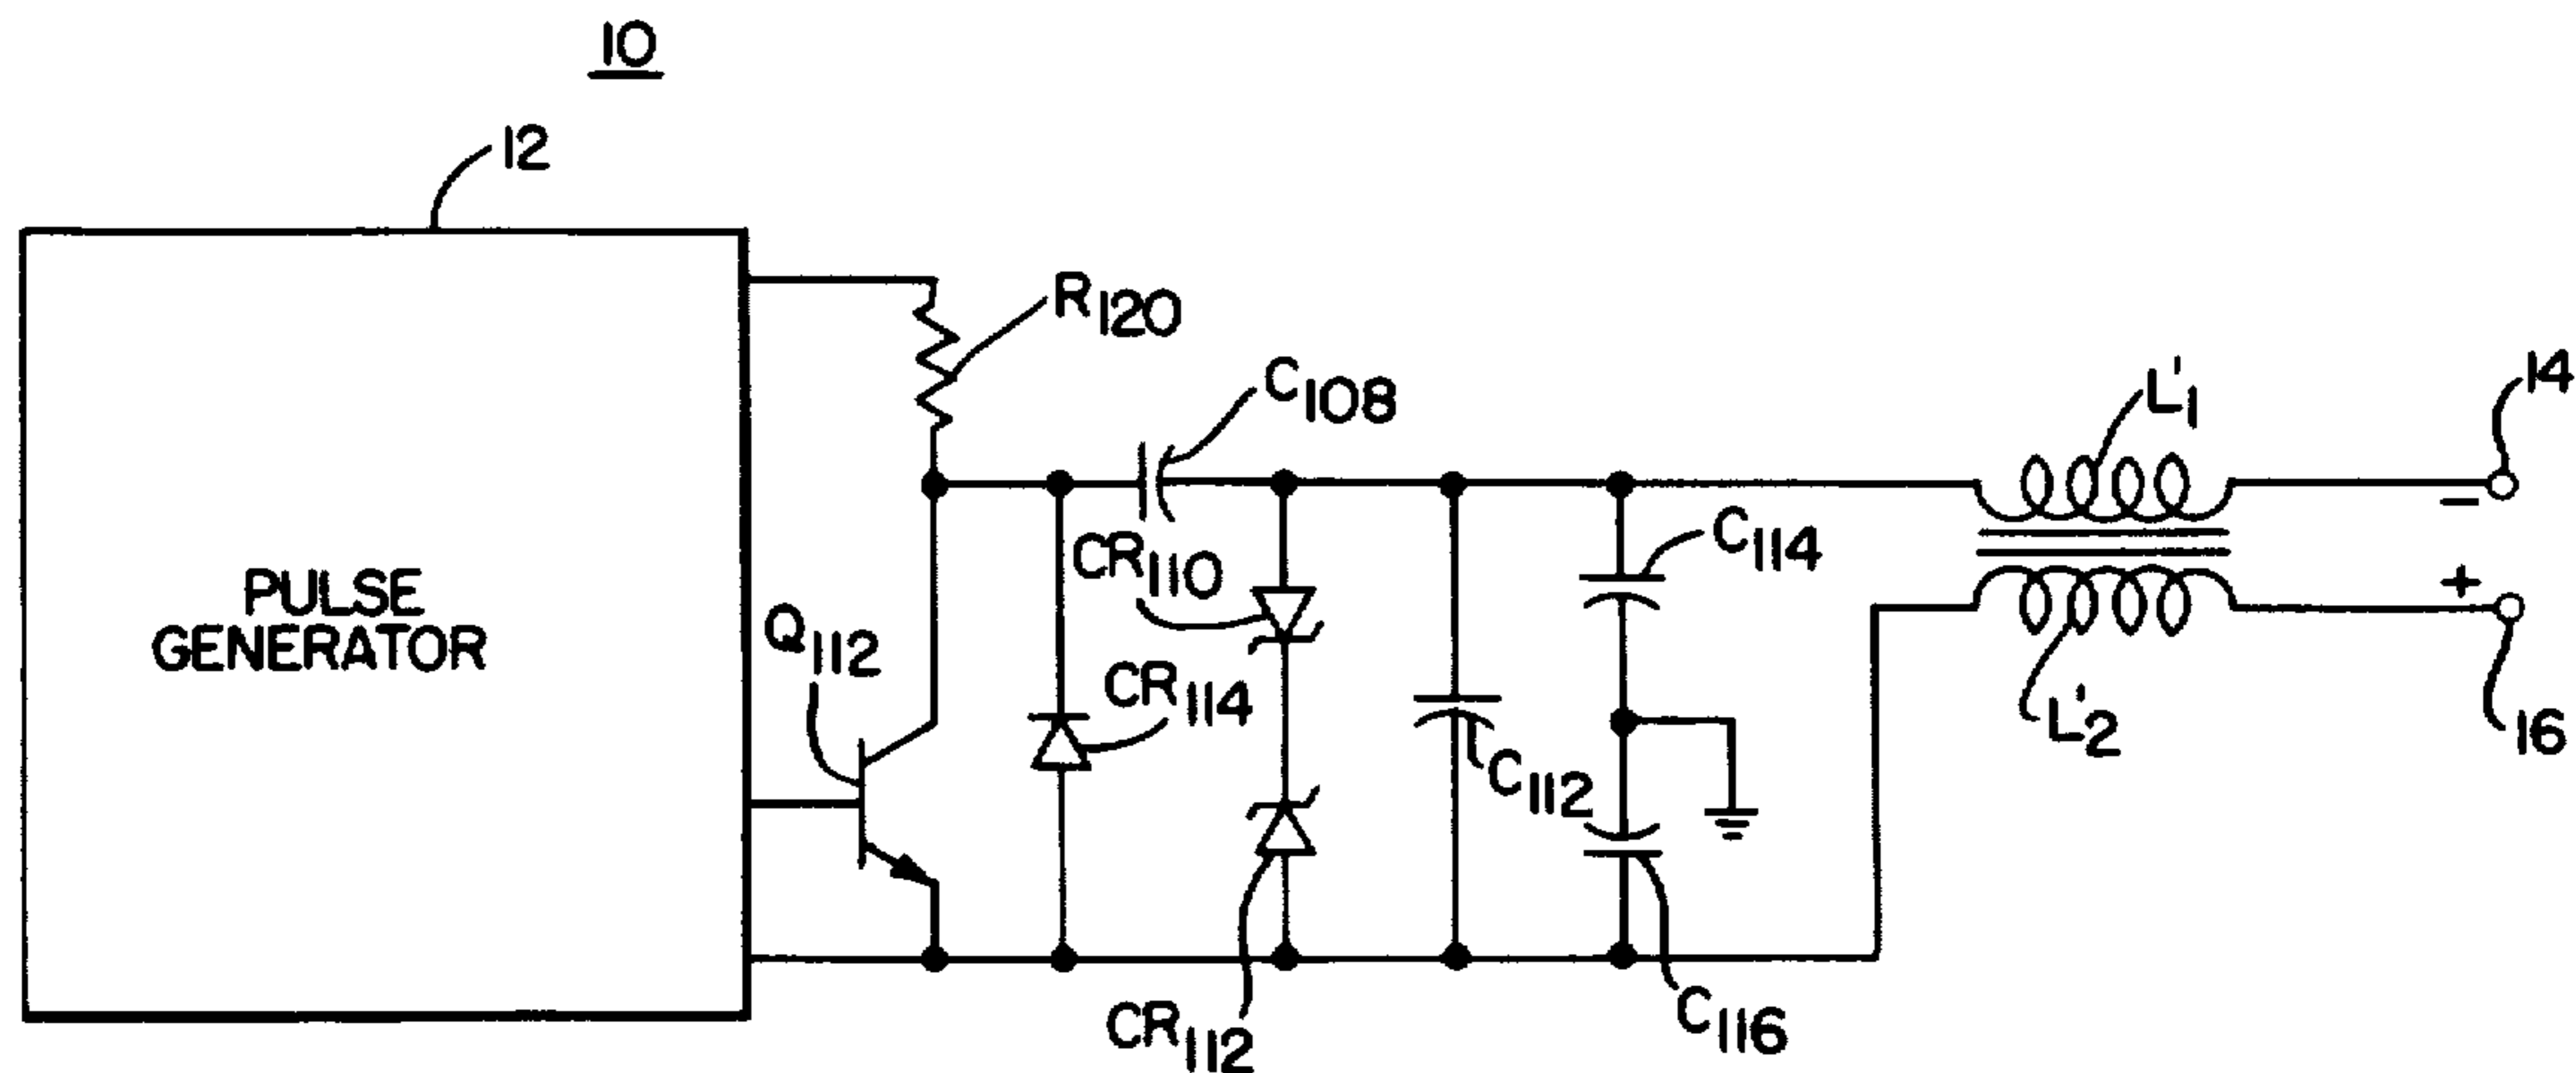 10
12
R120
C108
L'1
14
CR110
C114
PULSE
GENERATOR
Q112
CR114
−
+
L'2
16
C112
CR112
C116